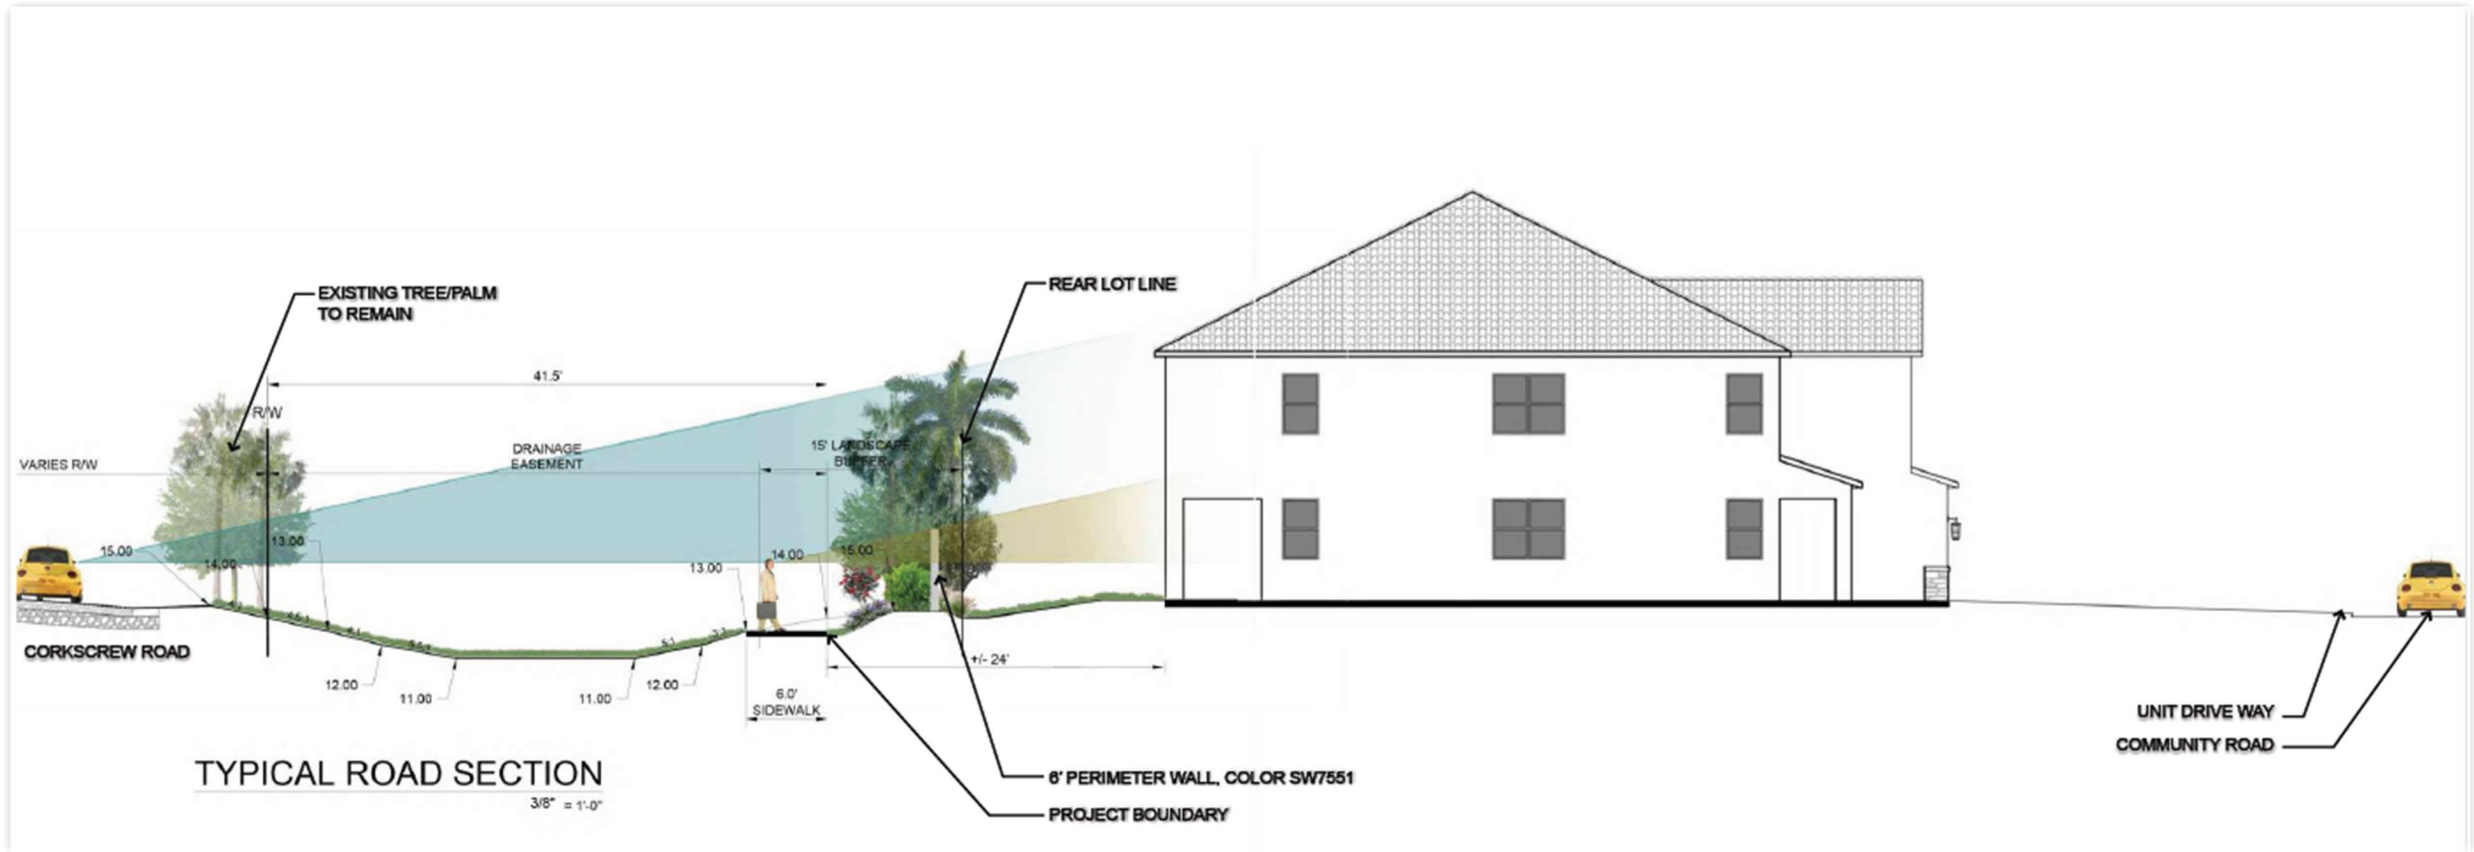 EXISTING TREE/PALM
TO REMAIN
REAR LOT LINE
41.5'
R/W
VARIES R/W
DRAINAGE
EASEMENT
15' LANDSCAPE
BUFFER
15.00
14.00
13.00
13.00
14.00
15.00
CORKSCREW ROAD
12.00
11.00
11.00
12.00
5:1
+/- 24'
6.0'
SIDEWALK
UNIT DRIVE WAY
COMMUNITY ROAD
TYPICAL ROAD SECTION
3/8" = 1'-0"
6' PERIMETER WALL, COLOR SW7551
PROJECT BOUNDARY